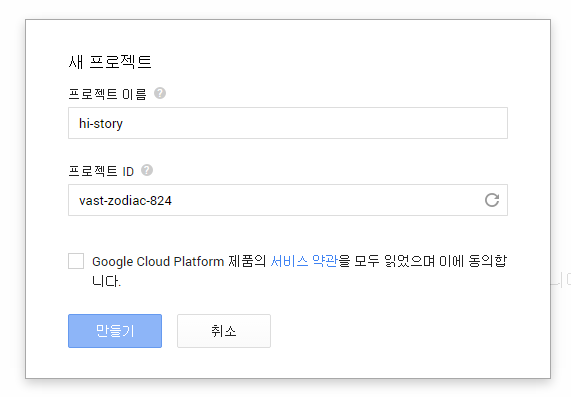 새 프로젝트
프로젝트 이름 ?
hi-story
프로젝트 ID ?
vast-zodiac-824
Google Cloud Platform 제품의 서비스 약관을 모두 읽었으며 이에 동의합
니다.
만들기 취소